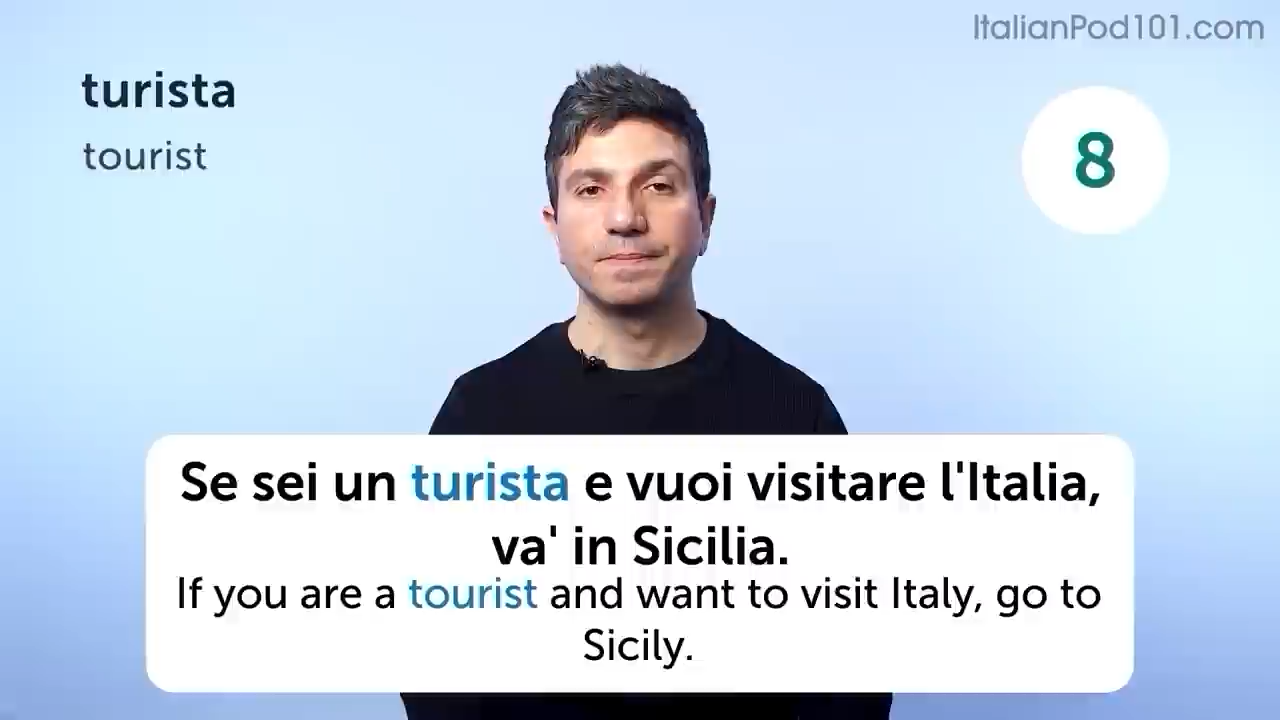 ItalianPod101.com
turista
tourist
8
Se sei un turista e vuoi visitare l'Italia,
va' in Sicilia.
If you are a tourist and want to visit Italy, go to
Sicily.